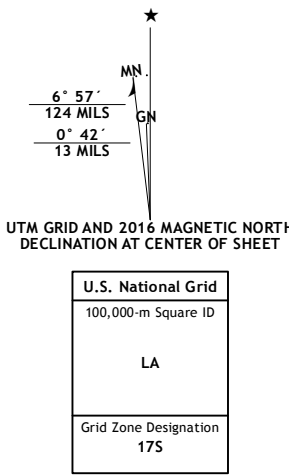 ★
MN.
6° 57´
124 MILS
GN
0° 42´
13 MILS
UTM GRID AND 2016 MAGNETIC NORTH
DECLINATION AT CENTER OF SHEET
U.S. National Grid
100,000-m Square ID
LA
Grid Zone Designation
17S